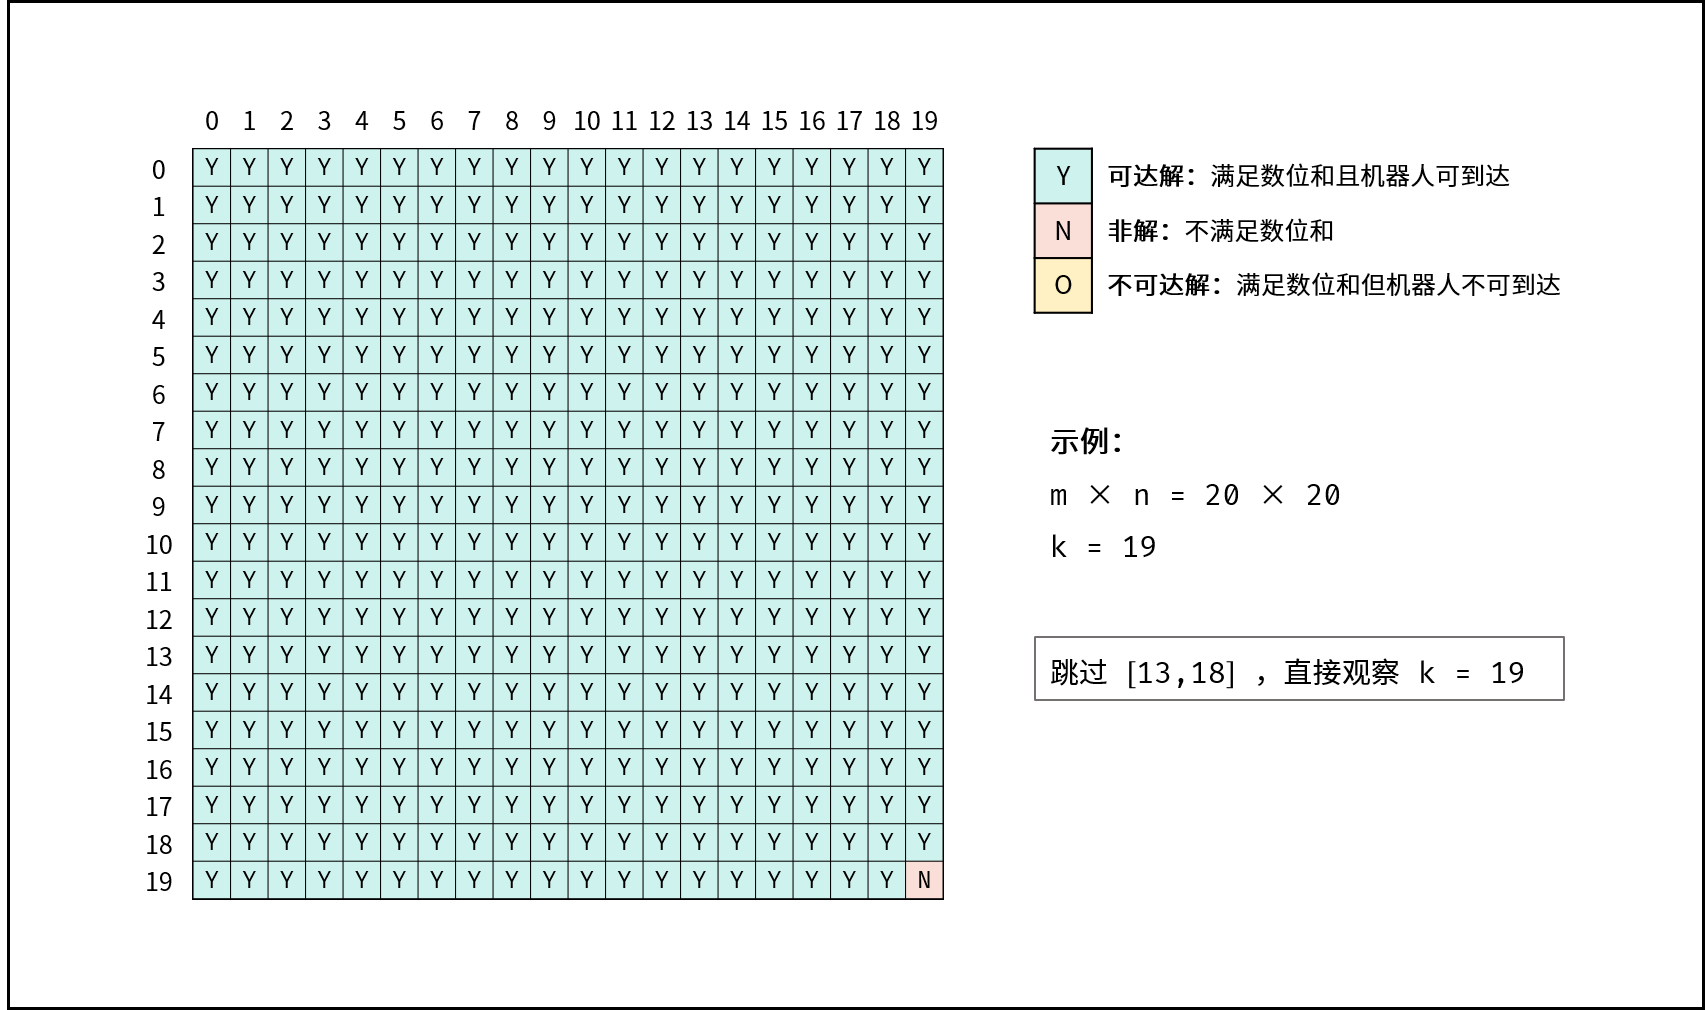 0 1 2 3 4 5 6 7 8 9 10 11 12 13 14 15 16 17 18 19
0 Y Y Y Y Y Y Y Y Y Y Y Y Y Y Y Y Y Y Y Y
1 Y Y Y Y Y Y Y Y Y Y Y Y Y Y Y Y Y Y Y Y
2 Y Y Y Y Y Y Y Y Y Y Y Y Y Y Y Y Y Y Y Y
3 Y Y Y Y Y Y Y Y Y Y Y Y Y Y Y Y Y Y Y Y
4 Y Y Y Y Y Y Y Y Y Y Y Y Y Y Y Y Y Y Y Y
5 Y Y Y Y Y Y Y Y Y Y Y Y Y Y Y Y Y Y Y Y
6 Y Y Y Y Y Y Y Y Y Y Y Y Y Y Y Y Y Y Y Y
7 Y Y Y Y Y Y Y Y Y Y Y Y Y Y Y Y Y Y Y Y
8 Y Y Y Y Y Y Y Y Y Y Y Y Y Y Y Y Y Y Y Y
9 Y Y Y Y Y Y Y Y Y Y Y Y Y Y Y Y Y Y Y Y
10 Y Y Y Y Y Y Y Y Y Y Y Y Y Y Y Y Y Y Y Y
11 Y Y Y Y Y Y Y Y Y Y Y Y Y Y Y Y Y Y Y Y
12 Y Y Y Y Y Y Y Y Y Y Y Y Y Y Y Y Y Y Y Y
13 Y Y Y Y Y Y Y Y Y Y Y Y Y Y Y Y Y Y Y Y
14 Y Y Y Y Y Y Y Y Y Y Y Y Y Y Y Y Y Y Y Y
15 Y Y Y Y Y Y Y Y Y Y Y Y Y Y Y Y Y Y Y Y
16 Y Y Y Y Y Y Y Y Y Y Y Y Y Y Y Y Y Y Y Y
17 Y Y Y Y Y Y Y Y Y Y Y Y Y Y Y Y Y Y Y Y
18 Y Y Y Y Y Y Y Y Y Y Y Y Y Y Y Y Y Y Y Y
19 Y Y Y Y Y Y Y Y Y Y Y Y Y Y Y Y Y Y Y N
Y 可达解：满足数位和且机器人可到达
N 非解：不满足数位和
O 不可达解：满足数位和但机器人不可到达
示例：
m × n = 20 × 20
k = 19
跳过 [13,18] ，直接观察 k = 19